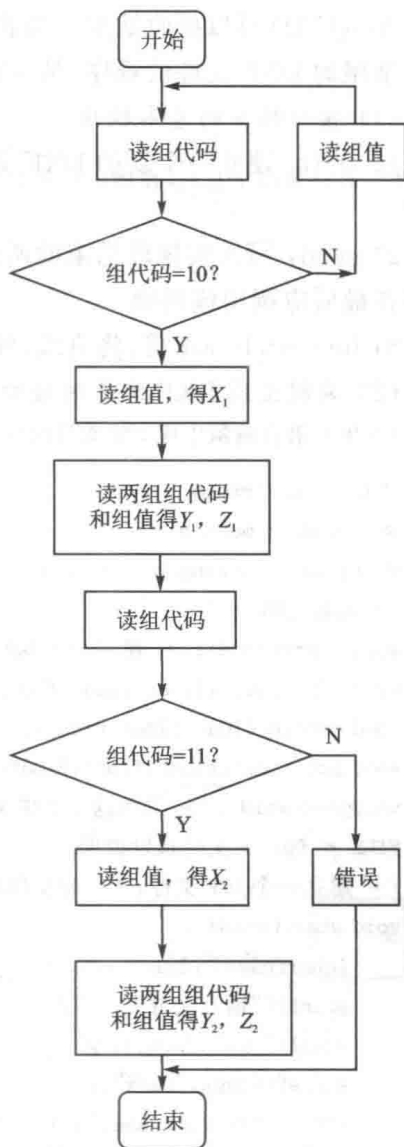 开始
读组代码
读组值
组代码=10?
N
Y
读组值，得X₁
读两组组代码
和组值得Y₁，Z₁
读组代码
组代码=11?
N
Y
读组值，得X₂
错误
读两组组代码
和组值得Y₂，Z₂
结束